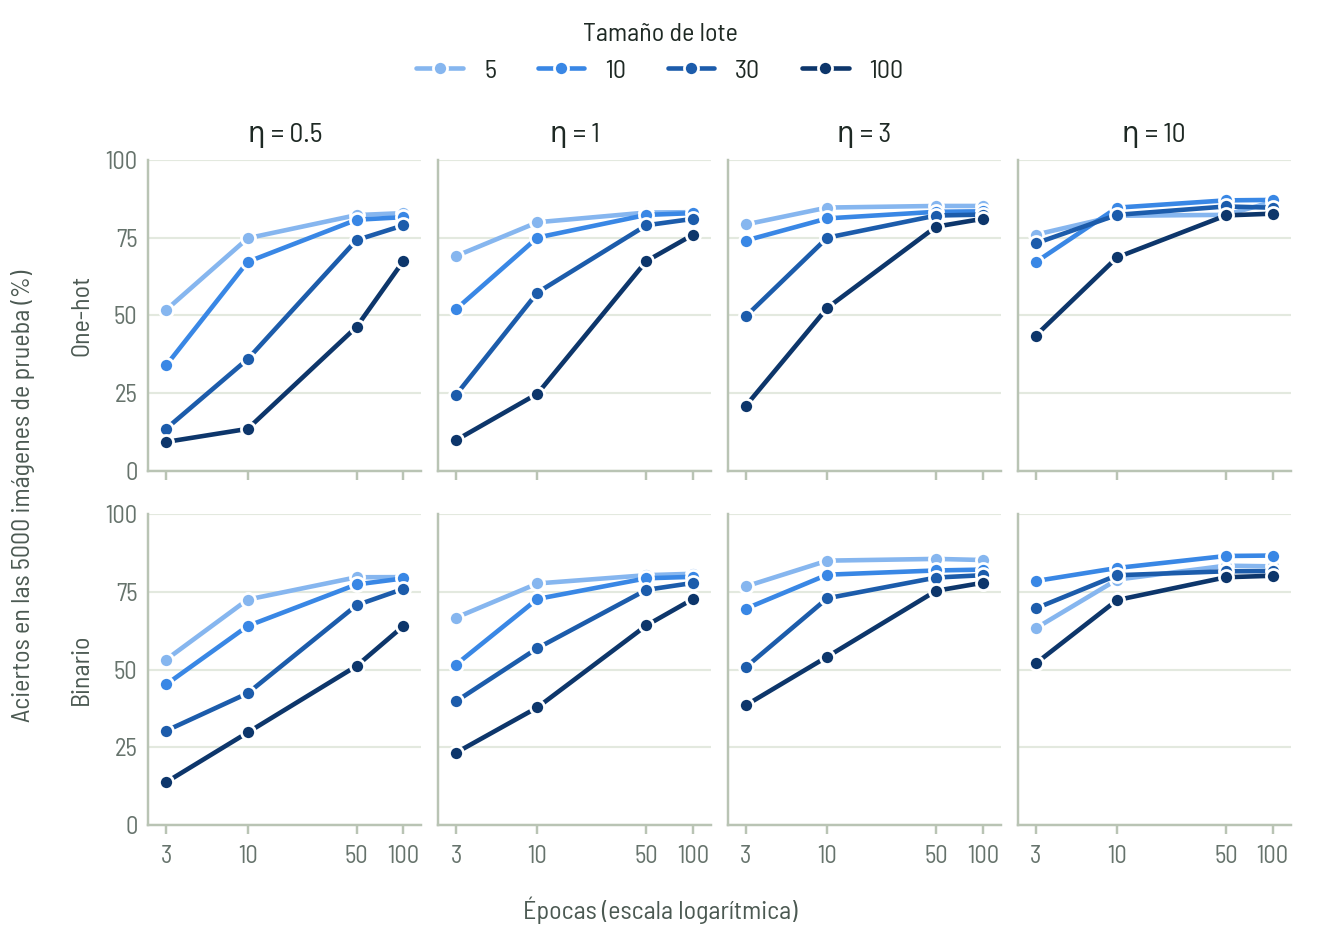 Tamaño de lote
5 10 30 100
η = 0.5 η = 1 η = 3 η = 10
Aciertos en las 5000 imágenes de prueba (%)
One-hot
100
75
50
25
0
Binario
100
75
50
25
0
3 10 50 100 3 10 50 100 3 10 50 100 3 10 50 100
Épocas (escala logarítmica)